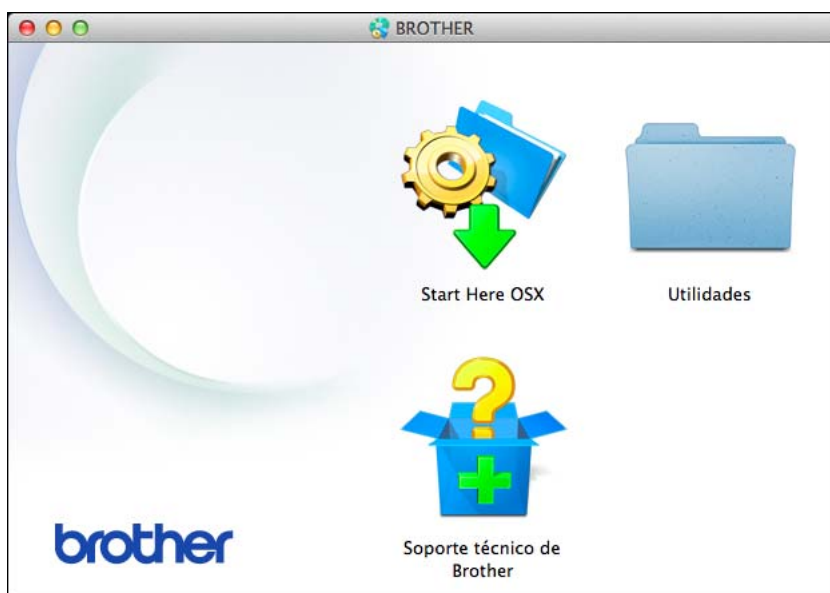 BROTHER
Start Here OSX
Utilidades
Soporte técnico de
Brother
brother